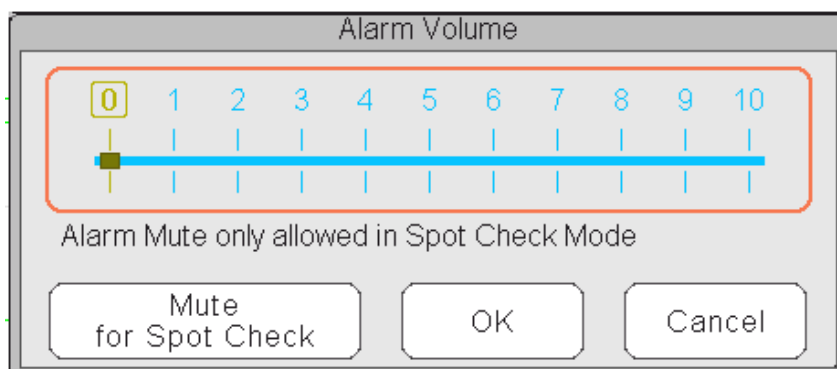 Alarm Volume
0 1 2 3 4 5 6 7 8 9 10
Alarm Mute only allowed in Spot Check Mode
Mute
for Spot Check
OK
Cancel